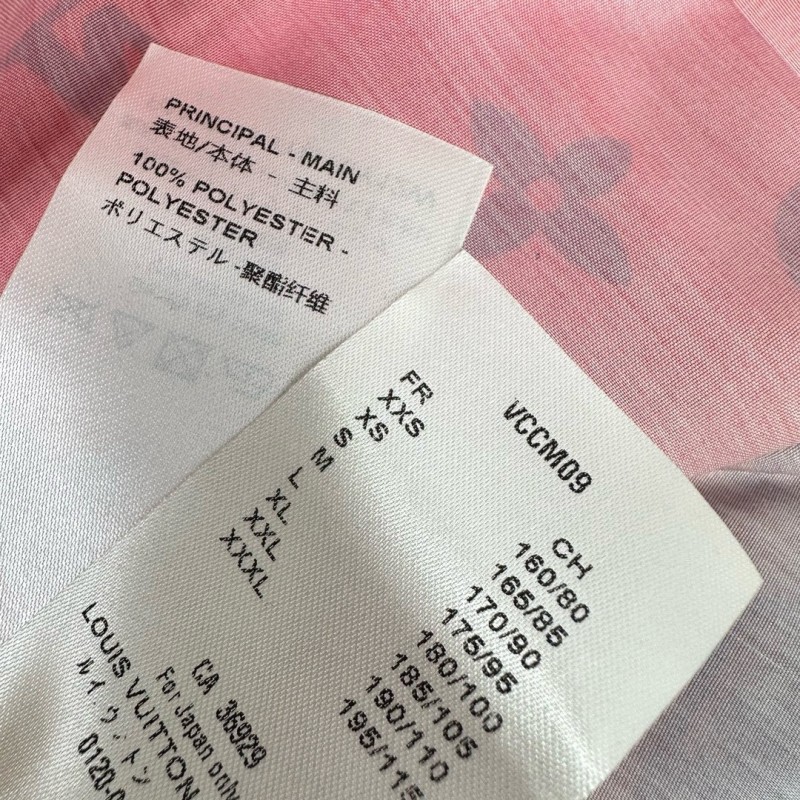 PRINCIPAL - MAIN
表地/本体 - 主料
100% POLYESTER -
POLYESTER
ポリエステル -聚酯纤维
VCCM09
FR CH
XXS 160/80
XS 165/85
S 170/90
M 175/95
L 180/100
XL 185/105
XXL 190/110
XXXL 195/115
CA 36929
For Japan only
LOUIS VUITTON
ルイ ヴィトン
0120-0